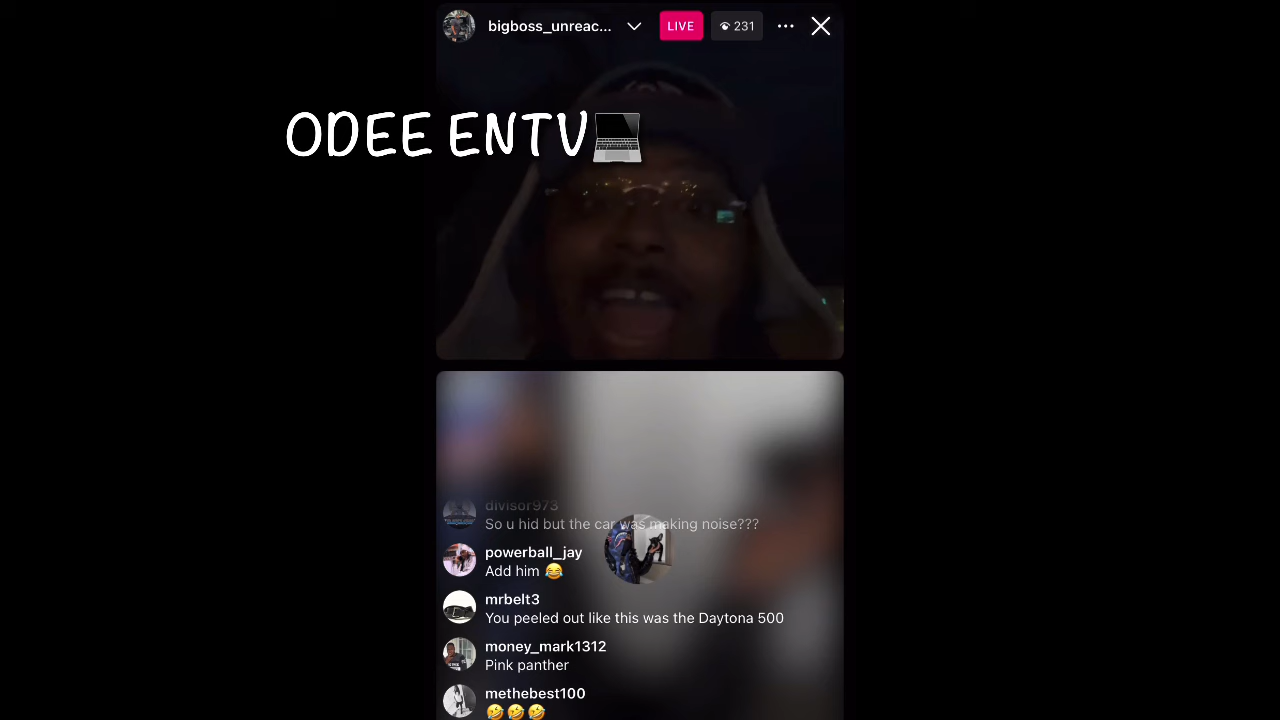 bigboss_unreac...
LIVE
231
ODEE ENTV💻
divisor973
So u hid but the car was making noise???
powerball_jay
Add him 😂
mrbelt3
You peeled out like this was the Daytona 500
money_mark1312
Pink panther
methebest100
🤣🤣🤣